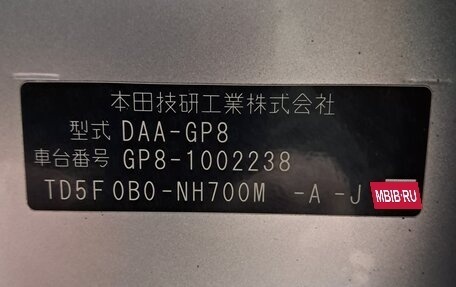 本田技研工業株式会社
型式 DAA-GP8
車台番号 GP8-1002238
TD5F0B0-NH700M -A -J
MBIB.RU